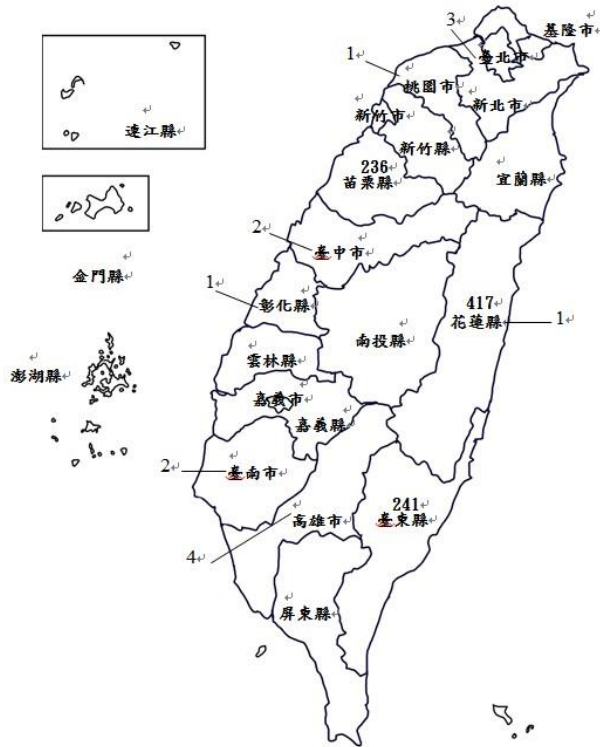 3
基隆市
臺北市
1
桃園市
新北市
連江縣
新竹市
新竹縣
236
苗栗縣
宜蘭縣
2
臺中市
金門縣
1
彰化縣
417
花蓮縣
1
南投縣
雲林縣
澎湖縣
嘉義市
嘉義縣
2
臺南市
241
臺東縣
高雄市
4
屏東縣